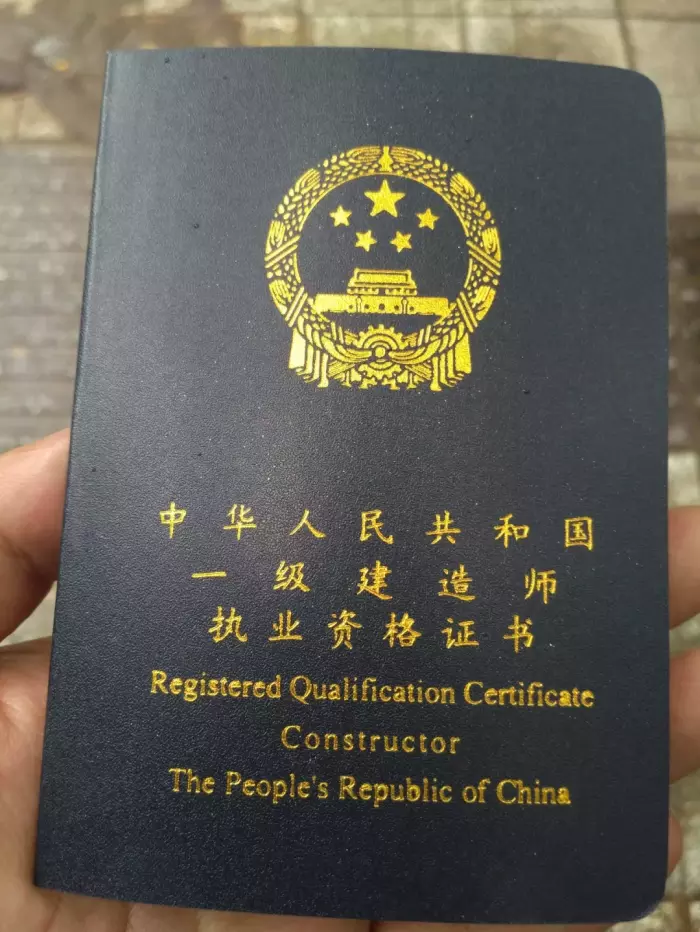 中华人民共和国
一级建造师
执业资格证书
Registered Qualification Certificate
Constructor
The People's Republic of China